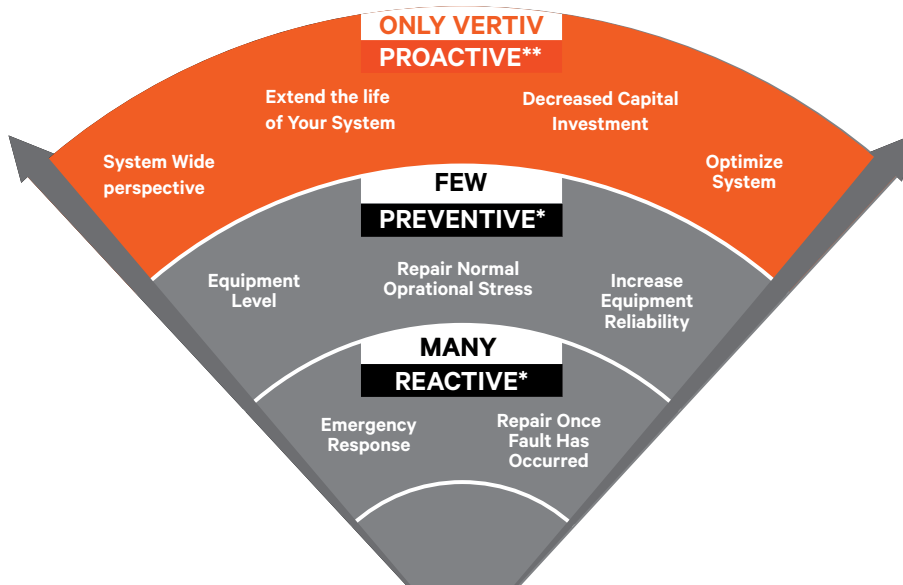 ONLY VERTIV
PROACTIVE**
Extend the life
of Your System
Decreased Capital
Investment
System Wide
perspective
Optimize
System
FEW
PREVENTIVE*
Equipment
Level
Repair Normal
Oprational Stress
Increase
Equipment
Reliability
MANY
REACTIVE*
Emergency
Response
Repair Once
Fault Has
Occurred